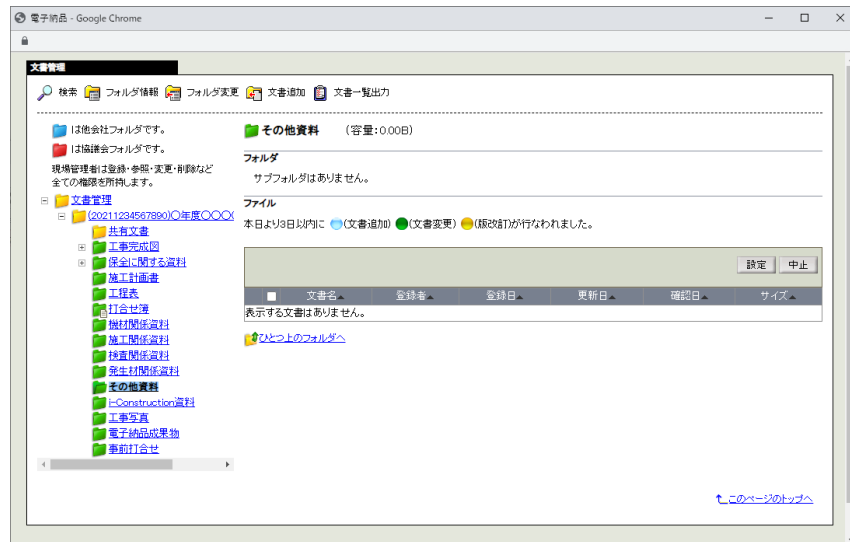 電子納品 - Google Chrome
文書管理
検索 フォルダ情報 フォルダ変更 文書追加 文書一覧出力
は他会社フォルダです。
は協議会フォルダです。
現場管理者は登録・参照・変更・削除など
全ての権限を所持します。
文書管理
(20211234567890)〇年度〇〇〇
共有文書
工事完成図
保全に関する資料
施工計画書
工程表
打合せ簿
機材関係資料
施工関係資料
検査関係資料
発生材関係資料
その他資料
i-Construction資料
工事写真
電子納品成果物
事前打合せ
その他資料 (容量:0.00B)
フォルダ
サブフォルダはありません。
ファイル
本日より3日以内に (文書追加) (文書変更) (版改訂)が行なわれました。
設定 中止
文書名▲ 登録者▲ 登録日▲ 更新日▲ 確認日▲ サイズ▲
表示する文書はありません。
ひとつ上のフォルダへ
このページのトップへ